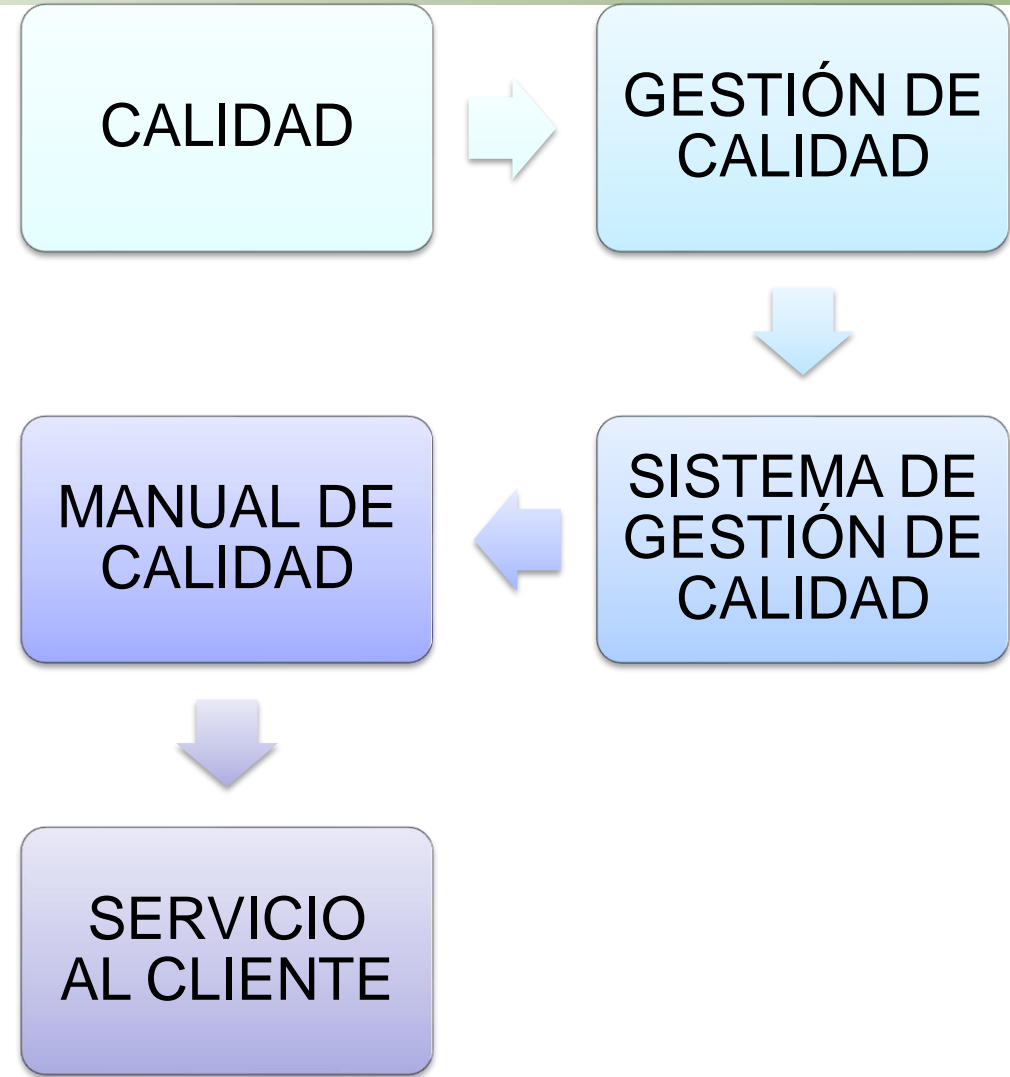 CALIDAD
GESTIÓN DE
CALIDAD
SISTEMA DE
GESTIÓN DE
CALIDAD
MANUAL DE
CALIDAD
SERVICIO
AL CLIENTE